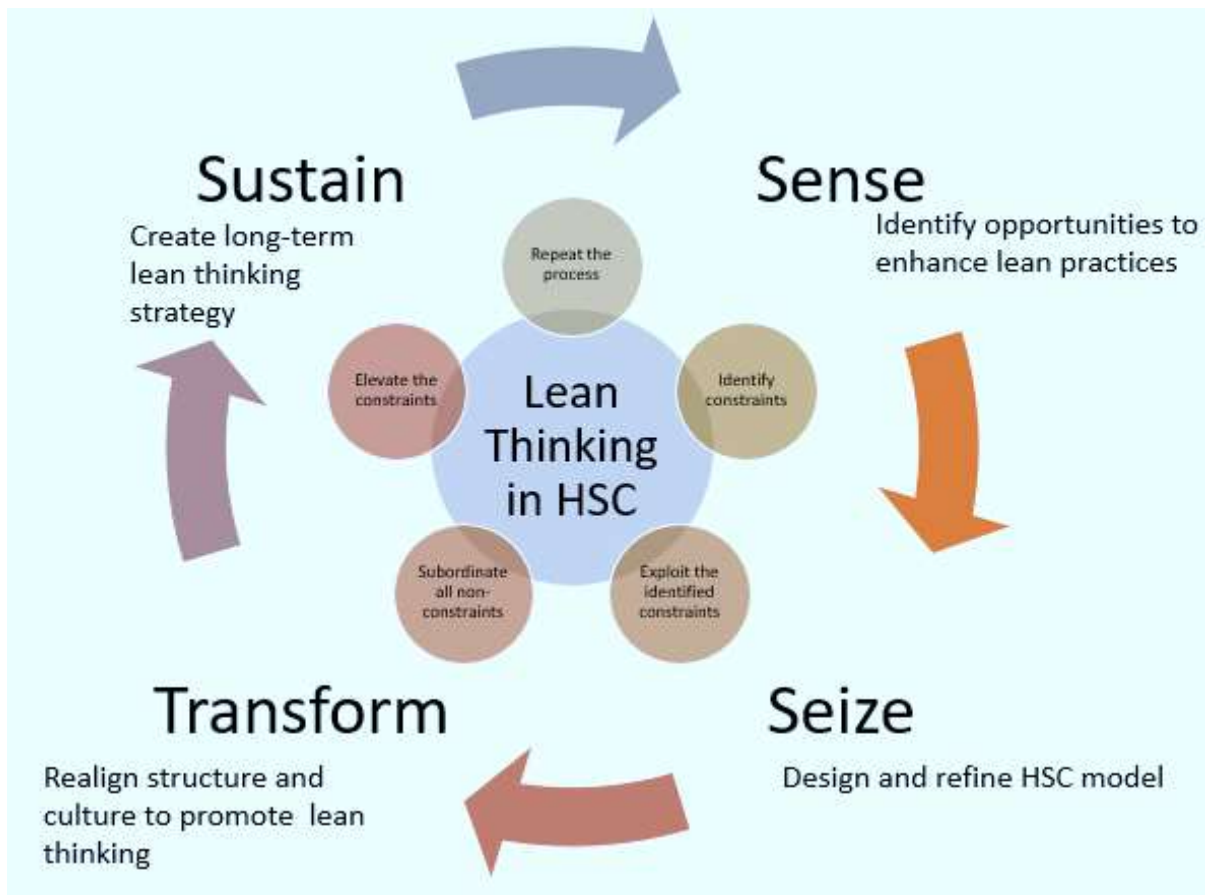 Sustain
Create long-term
lean thinking
strategy
Sense
Identify opportunities to
enhance lean practices
Repeat the
process
Elevate the
constraints
Identify
constraints
Lean
Thinking
in HSC
Subordinate
all non-
constraints
Exploit the
identified
constraints
Transform
Realign structure and
culture to promote lean
thinking
Seize
Design and refine HSC model